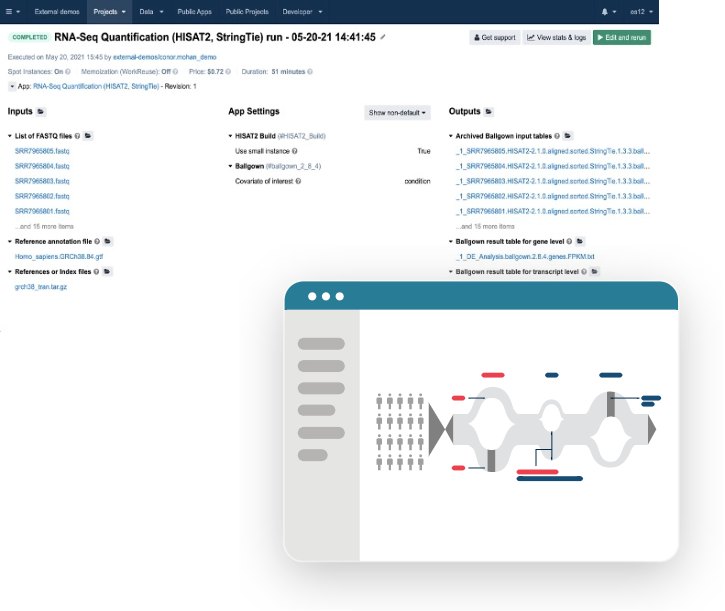 External demos Projects Data Public Apps Public Projects Developer
COMPLETED RNA-Seq Quantification (HISAT2, StringTie) run - 05-20-21 14:41:45 Get support View stats & logs Edit and rerun
Executed on May 20, 2021 15:45 by external-demos/conor.mohan_demo
Spot Instances: On Memoization (WorkReuse): Off Price: $0.72 Duration: 51 minutes
App: RNA-Seq Quantification (HISAT2, StringTie) - Revision: 1
Inputs
List of FASTQ files
SRR7965805.fastq
SRR7965804.fastq
SRR7965803.fastq
SRR7965802.fastq
SRR7965801.fastq
...and 15 more items
Reference annotation file
Homo_sapiens.GRCh38.84.gtf
References or Index files
grch38_tran.tar.gz
App Settings Show non-default
HISAT2 Build (#HISAT2_Build)
Use small instance True
Ballgown (#ballgown_2_8_4)
Covariate of interest condition
Outputs
Archived Ballgown input tables
_1_SRR7965805.HISAT2-2.1.0.aligned.sorted.StringTie.1.3.3.ball...
_1_SRR7965804.HISAT2-2.1.0.aligned.sorted.StringTie.1.3.3.ball...
_1_SRR7965803.HISAT2-2.1.0.aligned.sorted.StringTie.1.3.3.ball...
_1_SRR7965802.HISAT2-2.1.0.aligned.sorted.StringTie.1.3.3.ball...
_1_SRR7965801.HISAT2-2.1.0.aligned.sorted.StringTie.1.3.3.ball...
...and 15 more items
Ballgown result table for gene level
_1_DE_Analysis.ballgown.2.8.4.genes.FPKM.txt
Ballgown result table for transcript level